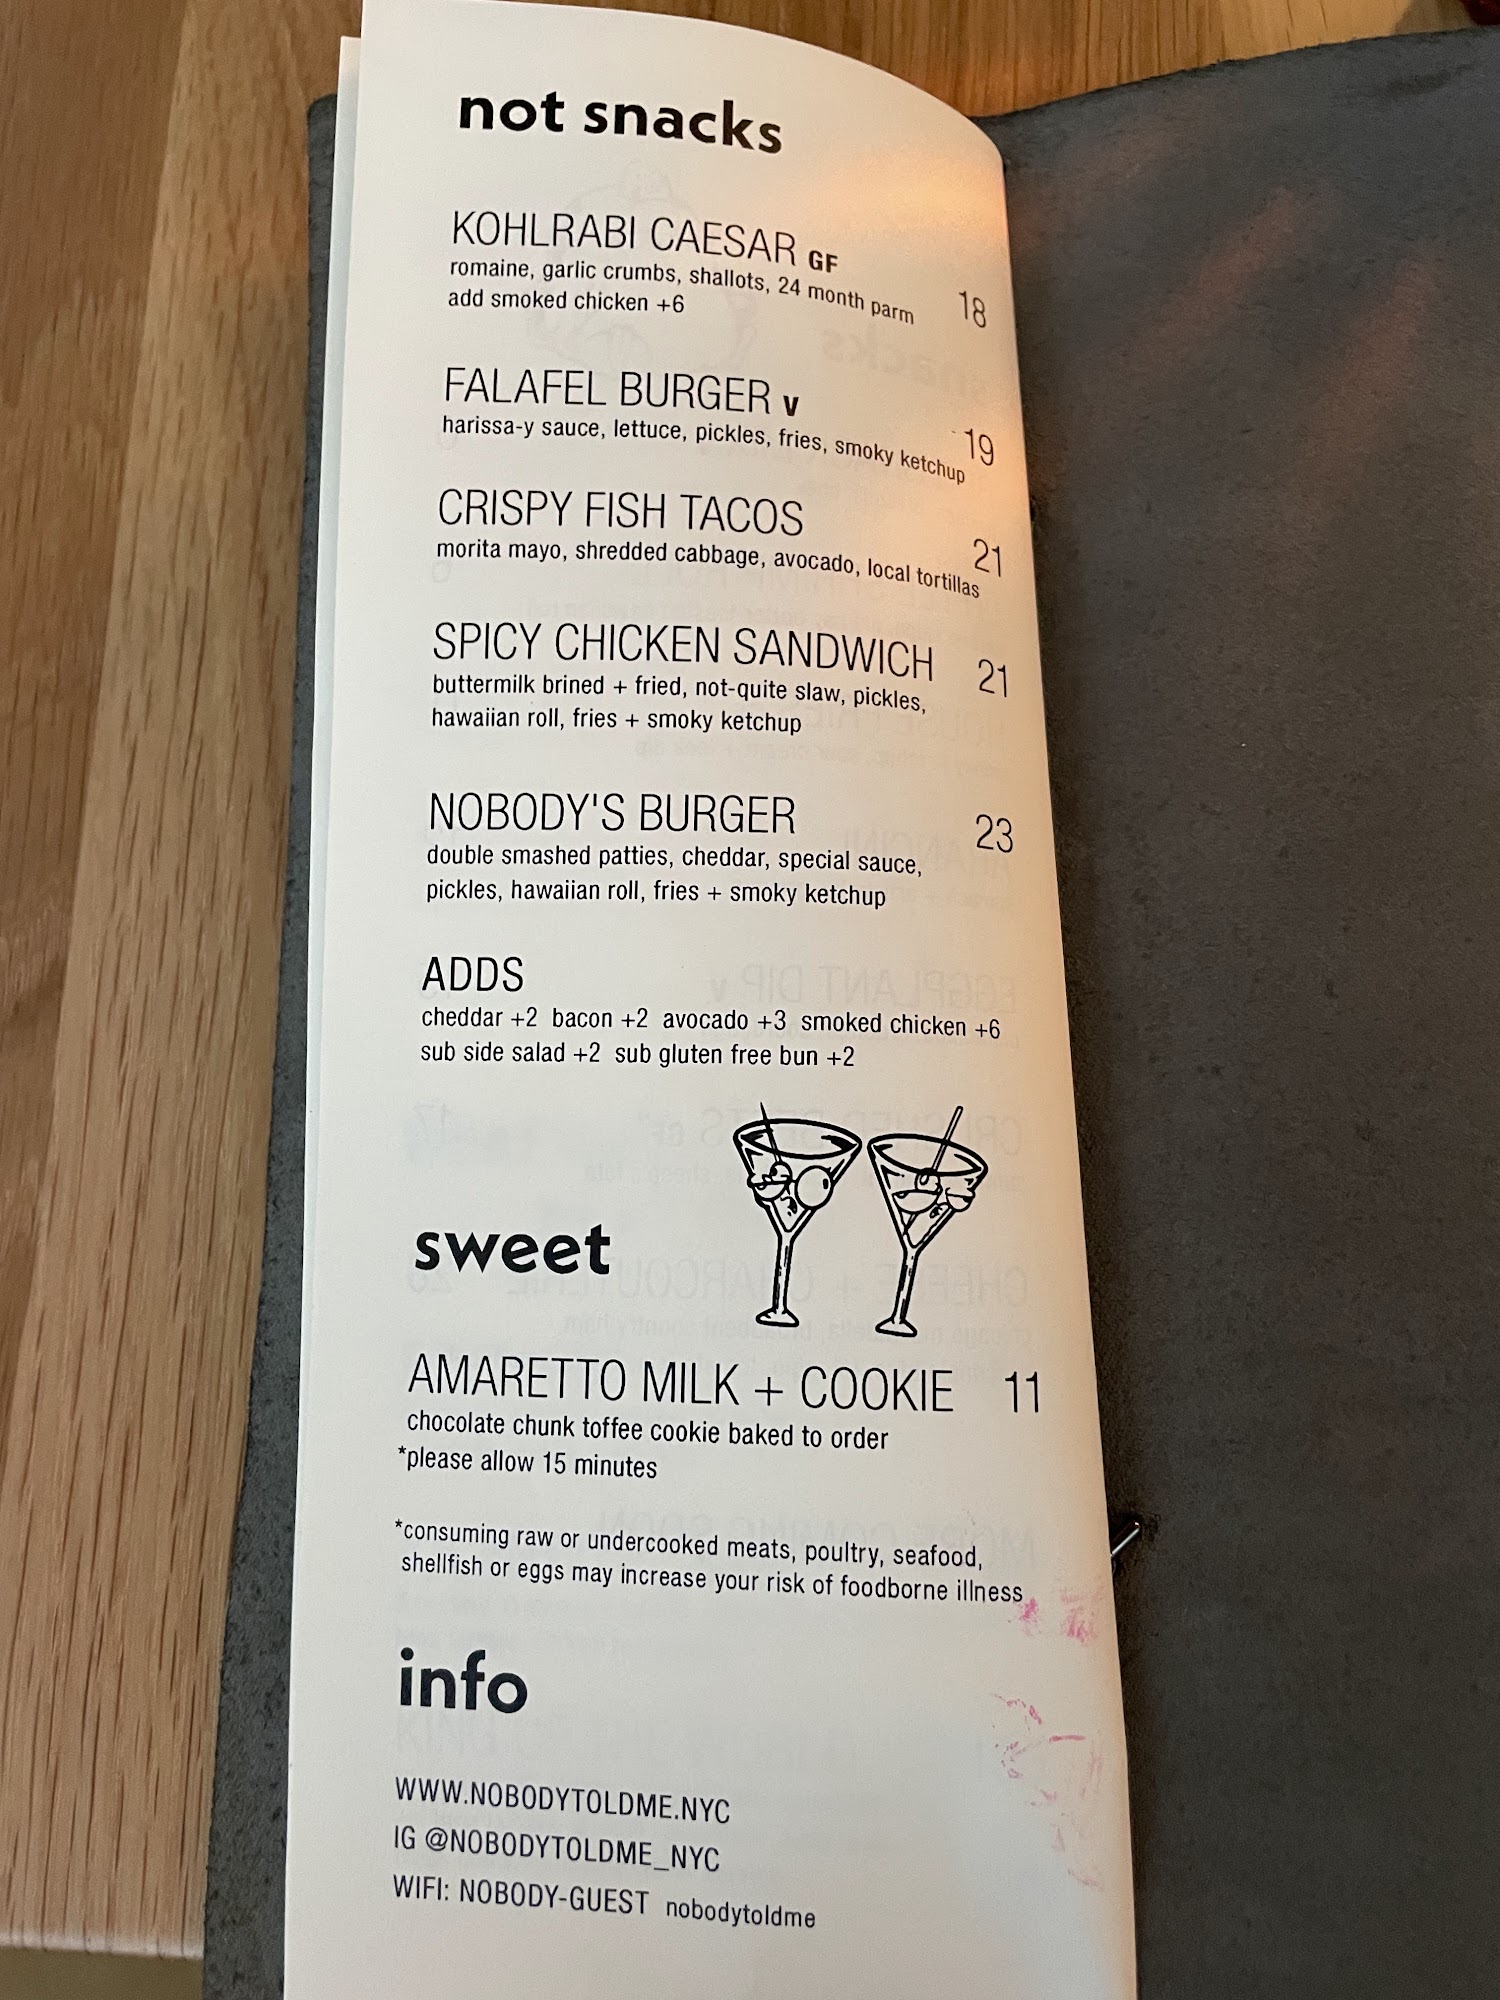 not snacks
KOHLRABI CAESAR GF
romaine, garlic crumbs, shallots, 24 month parm 18
add smoked chicken +6
FALAFEL BURGER V
harissa-y sauce, lettuce, pickles, fries, smoky ketchup 19
CRISPY FISH TACOS
morita mayo, shredded cabbage, avocado, local tortillas 21
SPICY CHICKEN SANDWICH 21
buttermilk brined + fried, not-quite slaw, pickles,
hawaiian roll, fries + smoky ketchup
NOBODY'S BURGER 23
double smashed patties, cheddar, special sauce,
pickles, hawaiian roll, fries + smoky ketchup
ADDS
cheddar +2 bacon +2 avocado +3 smoked chicken +6
sub side salad +2 sub gluten free bun +2
sweet
AMARETTO MILK + COOKIE 11
chocolate chunk toffee cookie baked to order
*please allow 15 minutes
*consuming raw or undercooked meats, poultry, seafood,
shellfish or eggs may increase your risk of foodborne illness
info
WWW.NOBODYTOLDME.NYC
IG @NOBODYTOLDME_NYC
WIFI: NOBODY-GUEST nobodytoldme